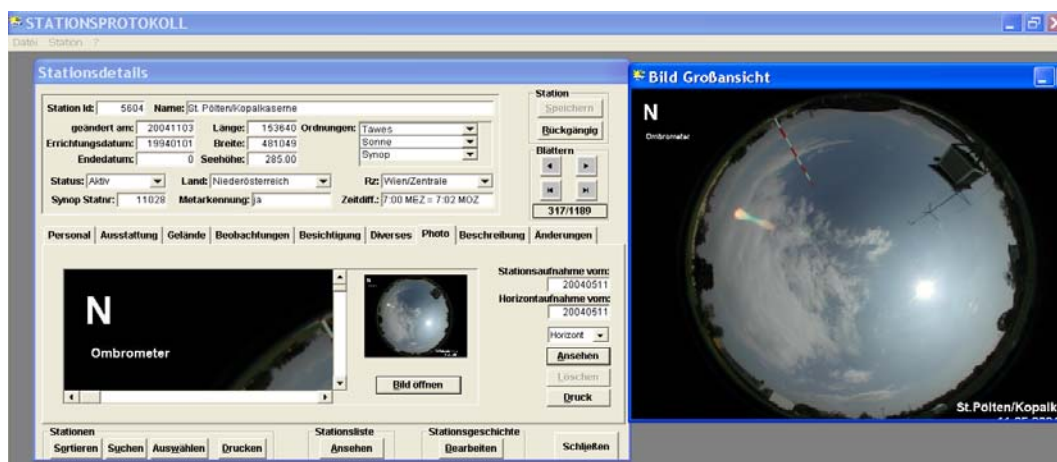 STATIONSPROTOKOLL
Datei Station ?
Stationsdetails
Station Id: 5604 Name: St. Pölten/Kopalkaserne
geändert am: 20041103 Länge: 153640 Ordnungen: Tawes
Errichtungsdatum: 19940101 Breite: 481049 Sonne
Endedatum: 0 Seehöhe: 285.00 Synop
Status: Aktiv Land: Niederösterreich Rz: Wien/Zentrale
Synop Statnr: 11028 Metarkennung: ja Zeitdiff.: 7:00 MEZ = 7:02 MOZ
Station
Speichern
Rückgängig
Blättern
317/1189
Personal Ausstattung Gelände Beobachtungen Besichtigung Diverses Photo Beschreibung Änderungen
N
Ombrometer
Bild öffnen
Stationsaufnahme vom:
20040511
Horizontaufnahme vom:
20040511
Horizont
Ansehen
Löschen
Druck
Stationen
Sortieren Suchen Auswählen Drucken
Stationsliste
Ansehen
Stationsgeschichte
Bearbeiten
Schließen
Bild Großansicht
N
Ombrometer
St.Pölten/Kopalk